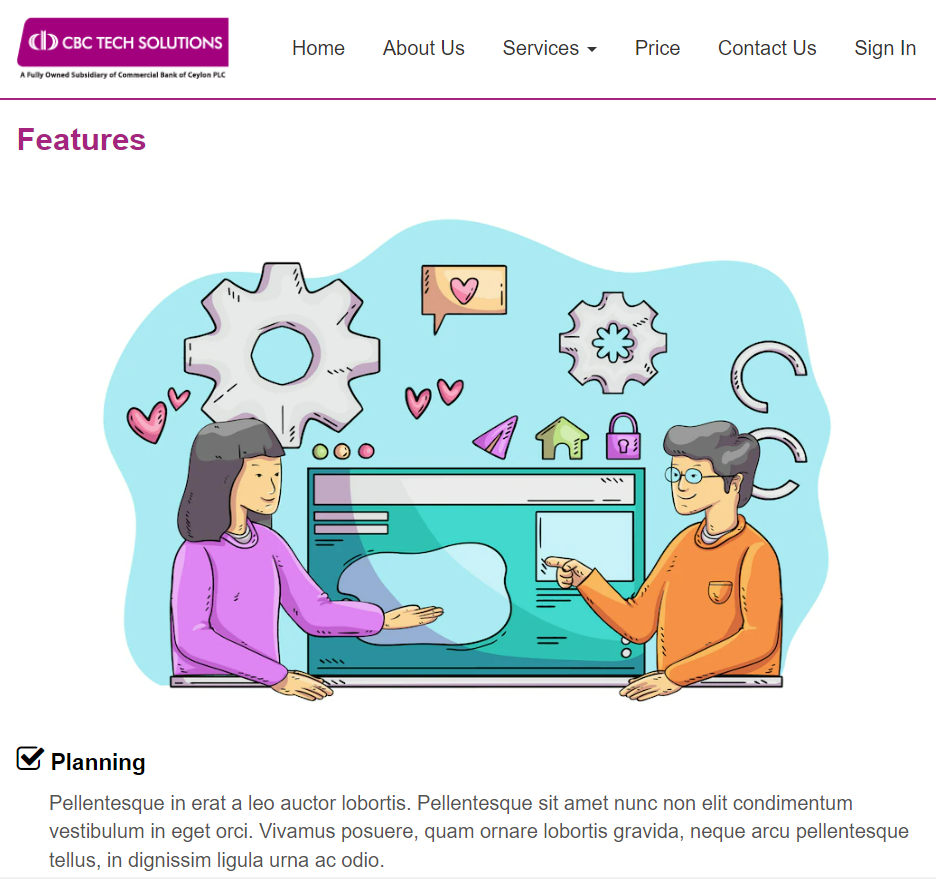 CBC TECH SOLUTIONS
A Fully Owned Subsidiary of Commercial Bank of Ceylon PLC
Home About Us Services Price Contact Us Sign In
Features
Planning
Pellentesque in erat a leo auctor lobortis. Pellentesque sit amet nunc non elit condimentum
vestibulum in eget orci. Vivamus posuere, quam ornare lobortis gravida, neque arcu pellentesque
tellus, in dignissim ligula urna ac odio.